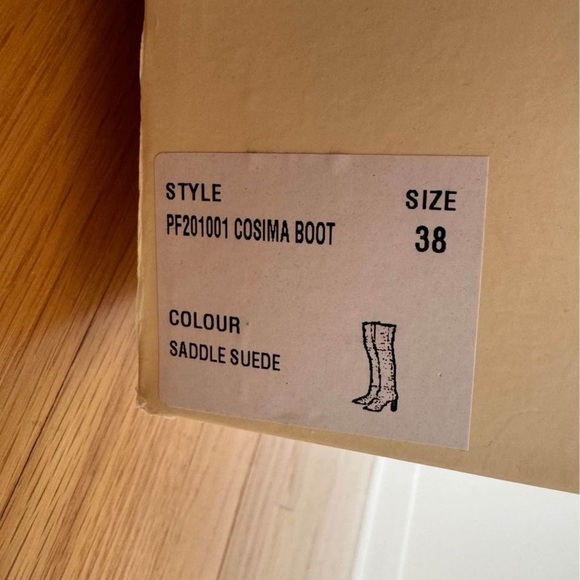 STYLE
SIZE
PF201001 COSIMA BOOT
38
COLOUR
SADDLE SUEDE